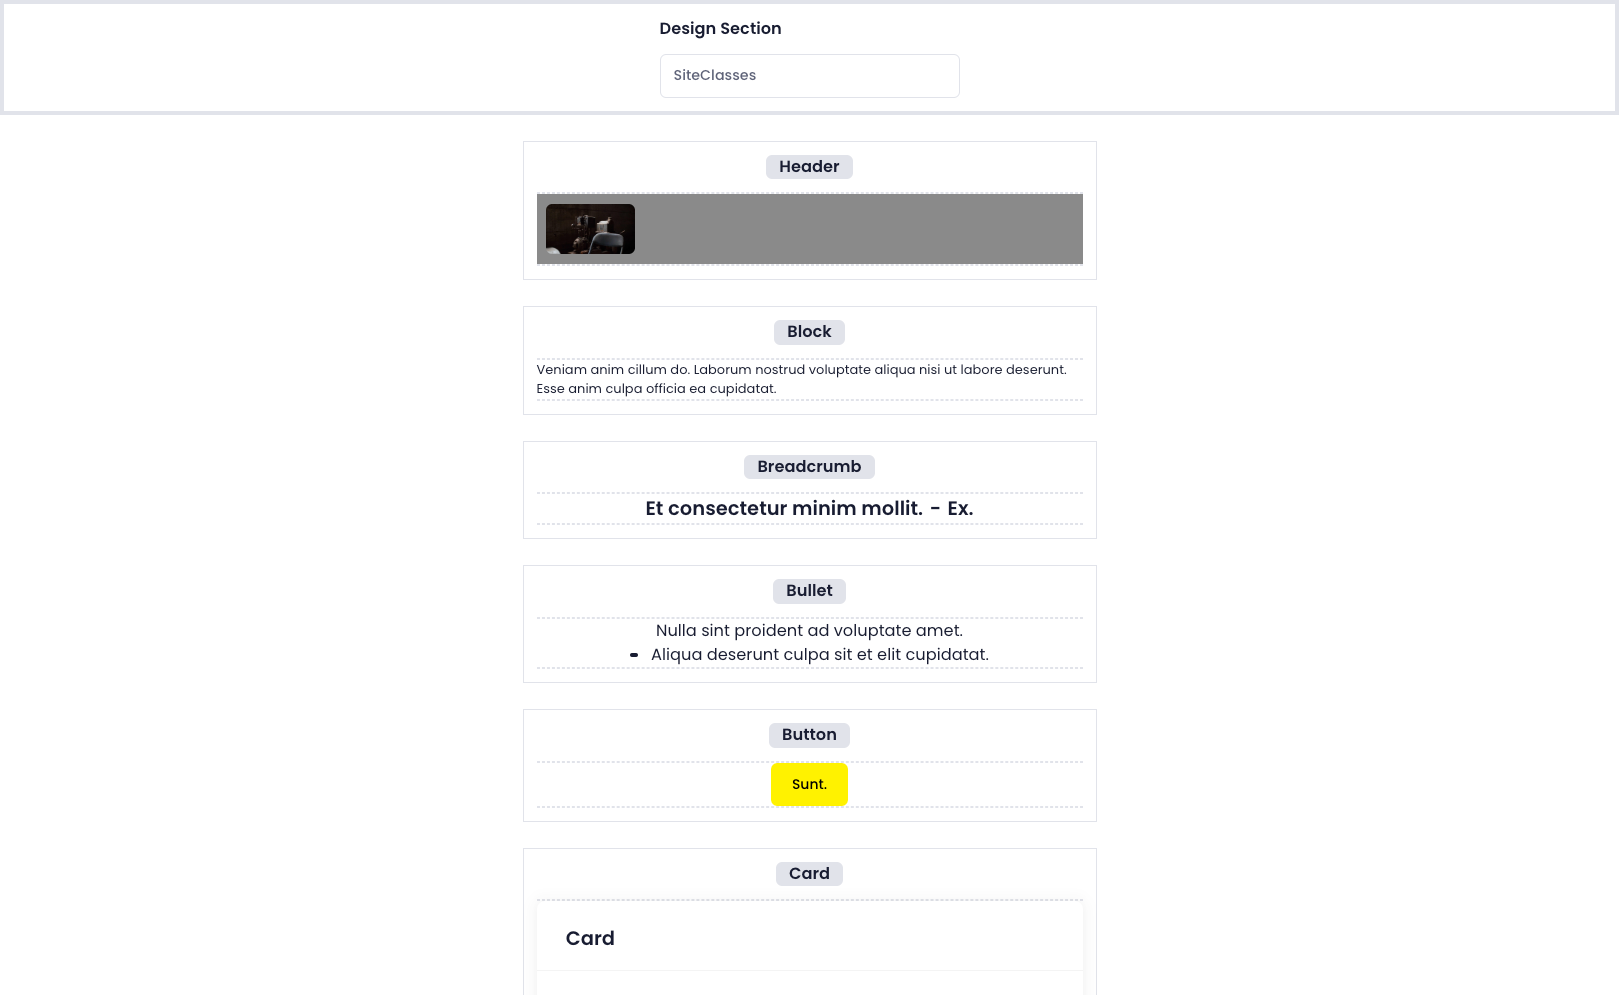 Design Section
SiteClasses
Header
Block
Veniam anim cillum do. Laborum nostrud voluptate aliqua nisi ut labore deserunt.
Esse anim culpa officia ea cupidatat.
Breadcrumb
Et consectetur minim mollit. - Ex.
Bullet
Nulla sint proident ad voluptate amet.
- Aliqua deserunt culpa sit et elit cupidatat.
Button
Sunt.
Card
Card